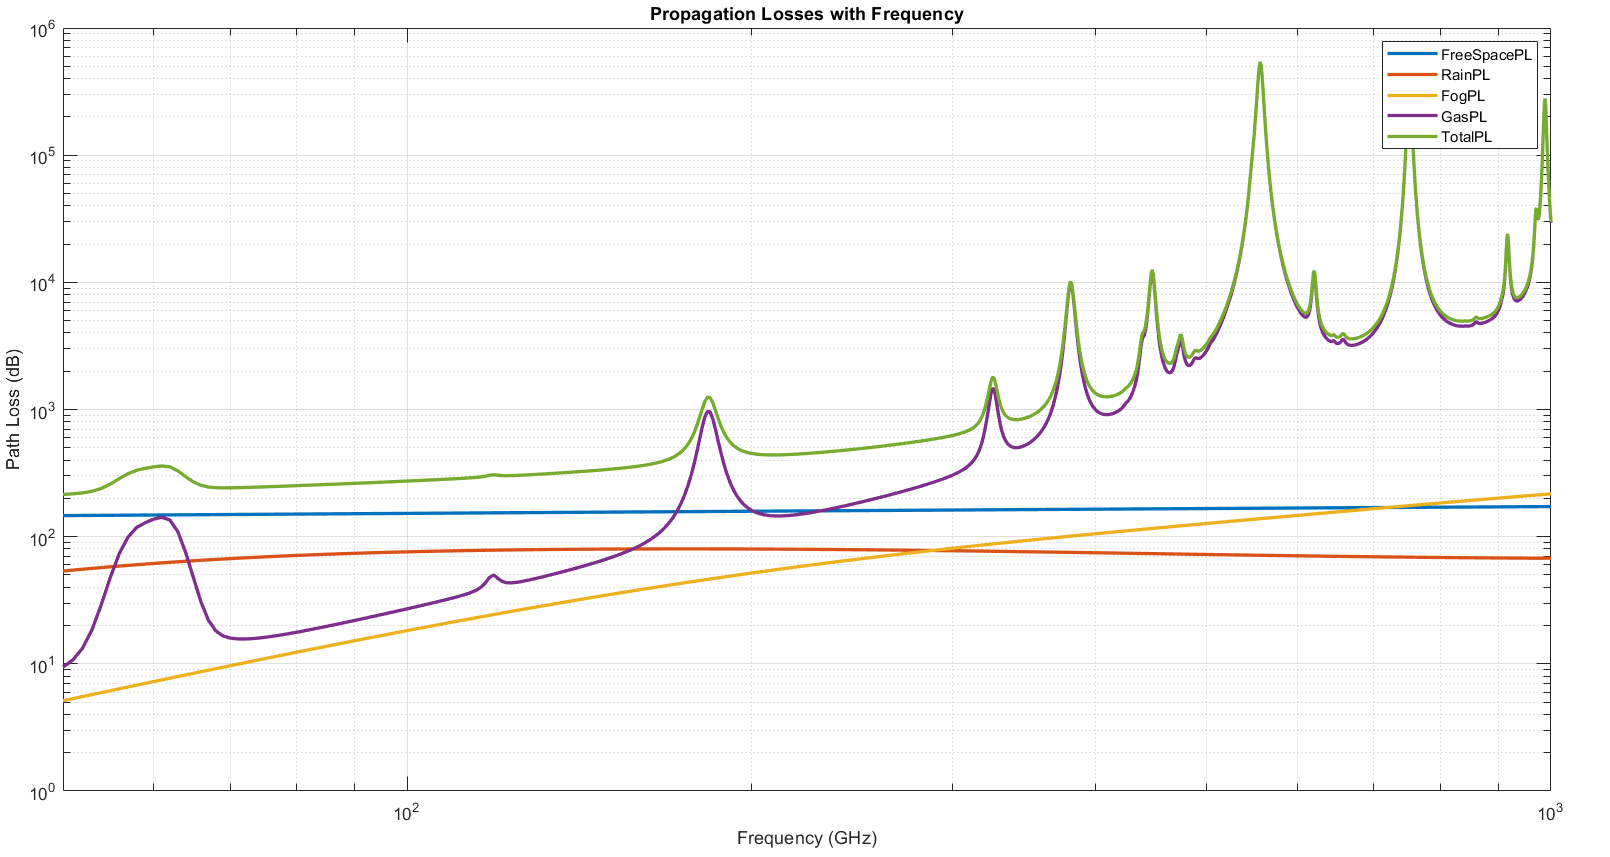 Propagation Losses with Frequency
10^6
10^5
10^4
10^3
10^2
10^1
10^0
Path Loss (dB)
FreeSpacePL
RainPL
FogPL
GasPL
TotalPL
10^2
10^3
Frequency (GHz)